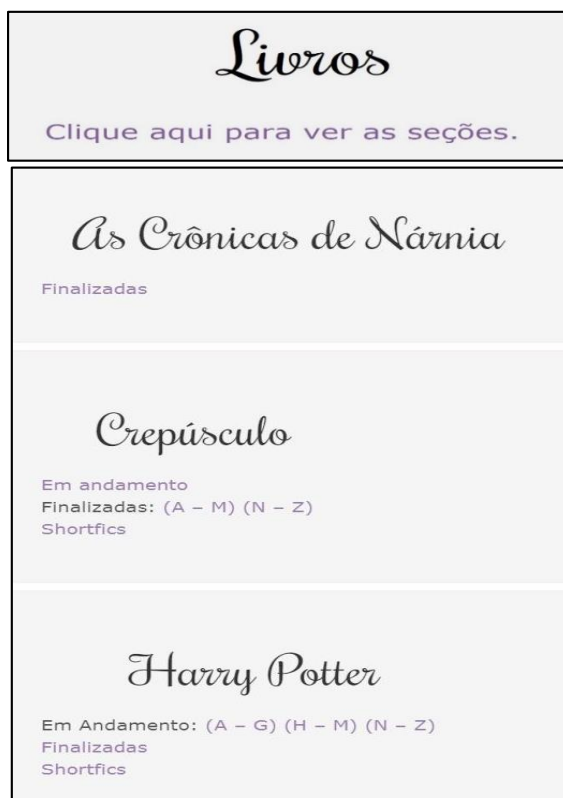 Livros
Clique aqui para ver as seções.
As Crônicas de Nárnia
Finalizadas
Crepúsculo
Em andamento
Finalizadas: (A – M) (N – Z)
Shortfics
Harry Potter
Em Andamento: (A – G) (H – M) (N – Z)
Finalizadas
Shortfics